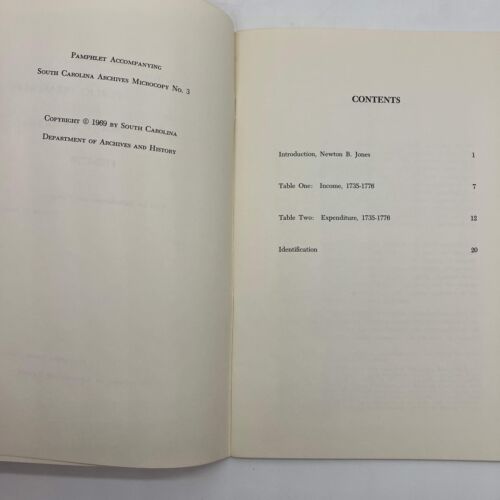 Pamphlet Accompanying
South Carolina Archives Microcopy No. 3
Copyright © 1969 by South Carolina
Department of Archives and History
CONTENTS
Introduction, Newton B. Jones 1
Table One: Income, 1735-1776 7
Table Two: Expenditure, 1735-1776 12
Identification 20